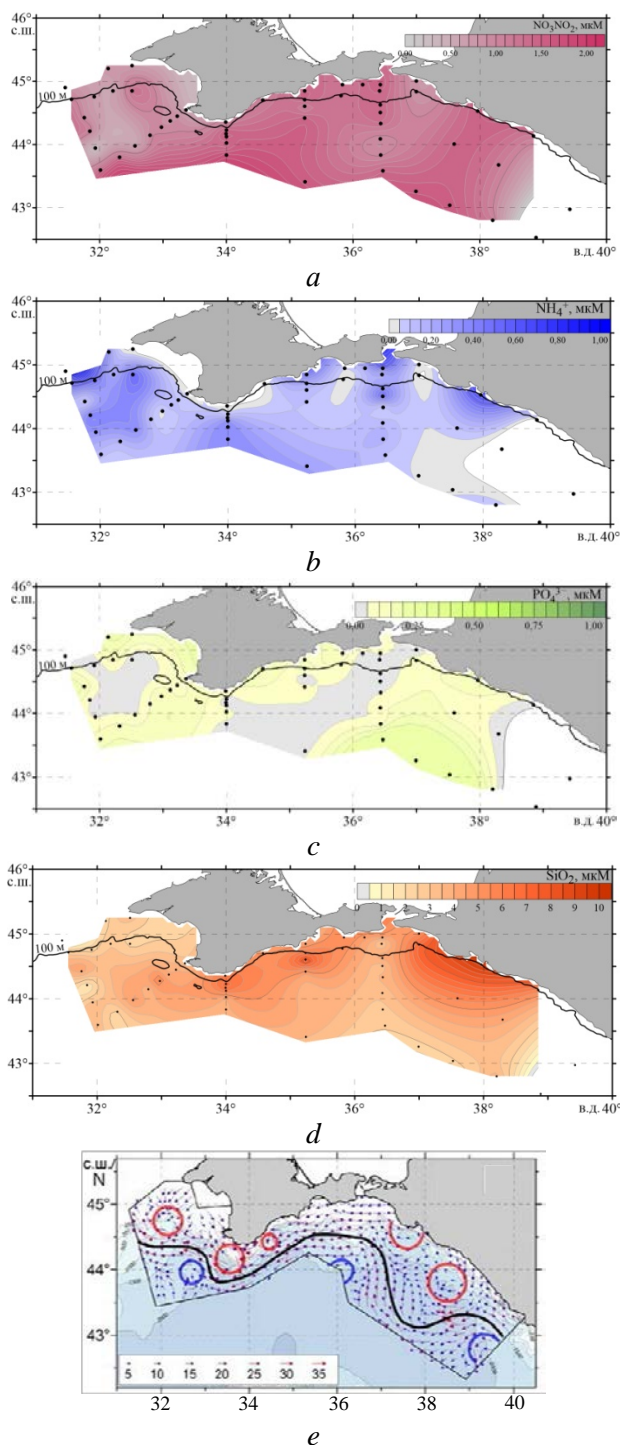 46°
с.ш.
NO₃NO₂, мкМ
0,00 0,50 1,00 1,50 2,00
45°
100 м
44°
43°
32° 34° 36° 38° в.д. 40°
a
46°
с.ш.
NH₄⁺, мкМ
0,00 0,20 0,40 0,60 0,80 1,00
45°
100 м
44°
43°
32° 34° 36° 38° в.д. 40°
b
46°
с.ш.
PO₄³⁻, мкМ
0,00 0,25 0,50 0,75 1,00
45°
100 м
44°
43°
32° 34° 36° 38° в.д. 40°
c
46°
с.ш.
SiO₂, мкМ
0 1 2 3 4 5 6 7 8 9 10
45°
100 м
44°
43°
32° 34° 36° 38° в.д. 40°
d
с.ш./
N
45°
44°
43°
5 10 15 20 25 30 35
32 34 36 38 40
e